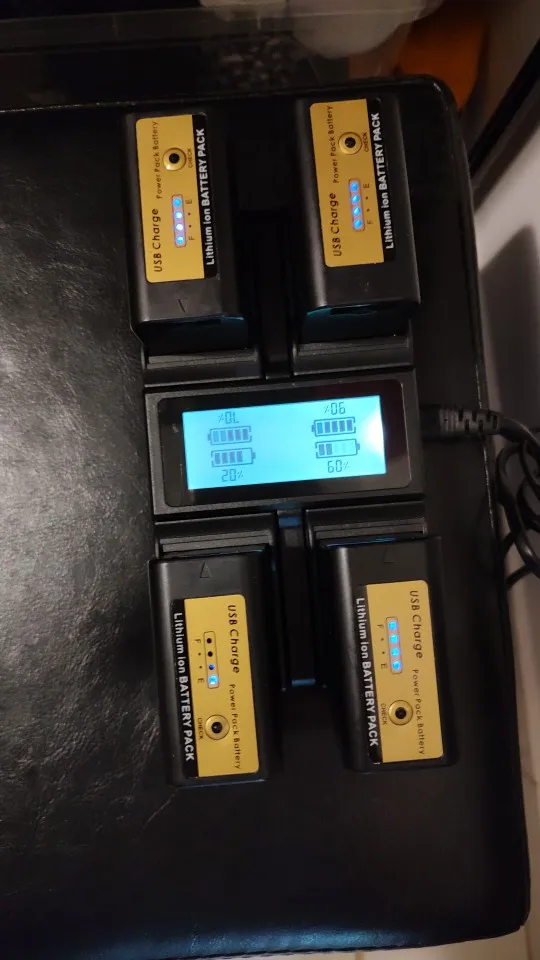 Power Pack Battery
USB Charge
CHECK
F • • E
Lithium ion BATTERY PACK
Power Pack Battery
USB Charge
CHECK
F • • E
Lithium ion BATTERY PACK
70%
90%
20%
60%
USB Charge
Power Pack Battery
F • • E
CHECK
Lithium ion BATTERY PACK
USB Charge
Power Pack Battery
F • • E
CHECK
Lithium ion BATTERY PACK